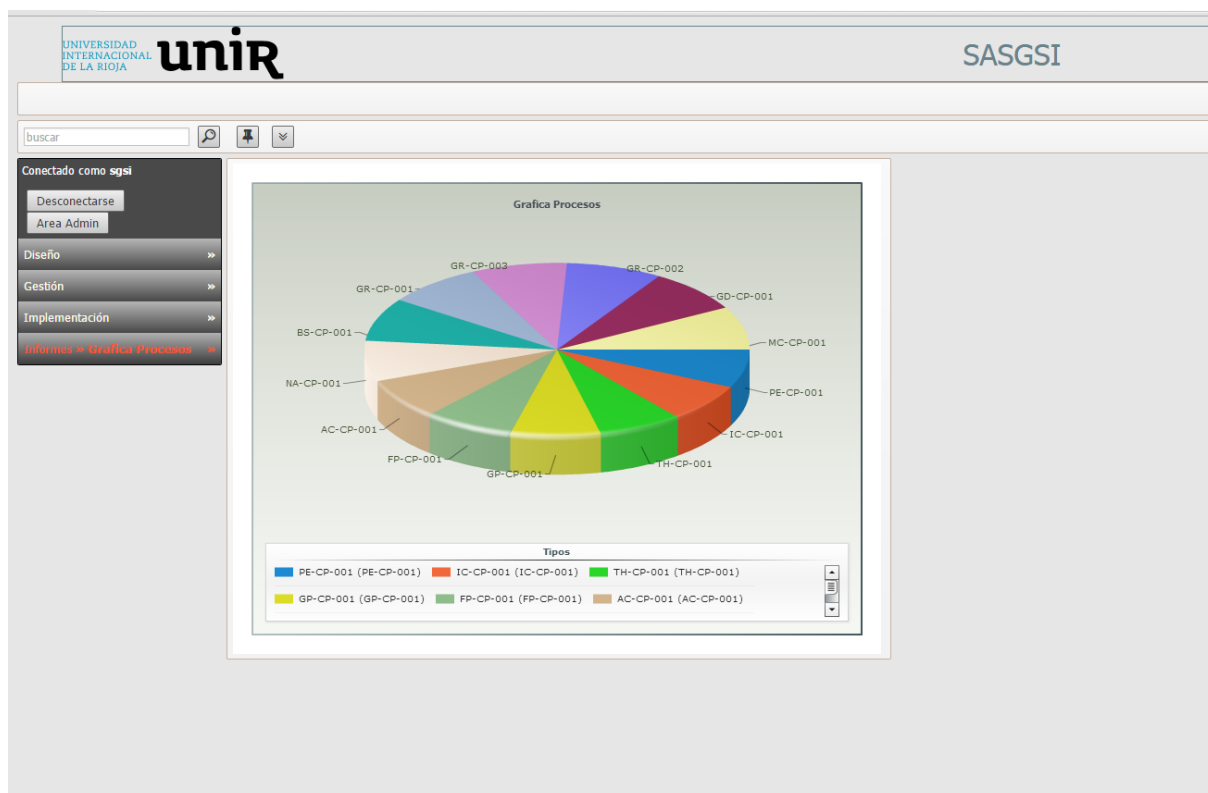 UNIVERSIDAD
INTERNACIONAL
DE LA RIOJA
unir
SASGSI
buscar
Conectado como sgsi
Desconectarse
Area Admin
Diseño »
Gestión »
Implementación »
Informes » Grafica Procesos »
Grafica Procesos
GR-CP-003
GR-CP-002
GR-CP-001
GD-CP-001
BS-CP-001
MC-CP-001
NA-CP-001
PE-CP-001
AC-CP-001
IC-CP-001
FP-CP-001
TH-CP-001
GP-CP-001
Tipos
PE-CP-001 (PE-CP-001) IC-CP-001 (IC-CP-001) TH-CP-001 (TH-CP-001)
GP-CP-001 (GP-CP-001) FP-CP-001 (FP-CP-001) AC-CP-001 (AC-CP-001)